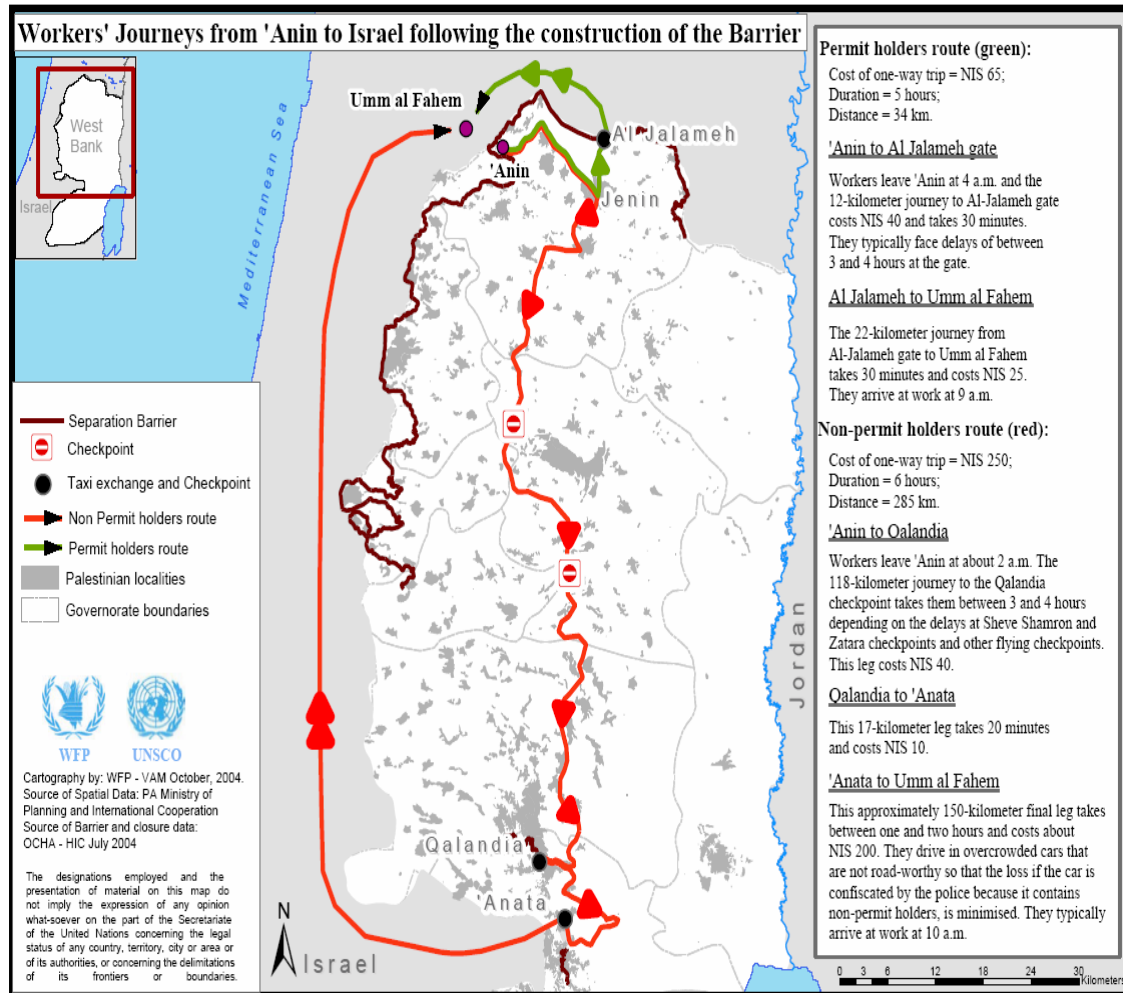 Workers' Journeys from 'Anin to Israel following the construction of the Barrier
West
Bank
Israel
Mediterranean Sea
Umm al Fahem
A'l Jalameh
'Anin
Jenin
Jordan
Qalandia
'Anata
N
Israel
Separation Barrier
Checkpoint
Taxi exchange and Checkpoint
Non Permit holders route
Permit holders route
Palestinian localities
Governorate boundaries
WFP
UNSCO
Cartography by: WFP - VAM October, 2004.
Source of Spatial Data: PA Ministry of
Planning and International Cooperation
Source of Barrier and closure data:
OCHA - HIC July 2004
The designations employed and the
presentation of material on this map do
not imply the expression of any opinion
what-soever on the part of the Secretariate
of the United Nations concerning the legal
status of any country, territory, city or area or
of its authorities, or concerning the delimitations
of its frontiers or boundaries.
Permit holders route (green):
Cost of one-way trip = NIS 65;
Duration = 5 hours;
Distance = 34 km.
'Anin to Al Jalameh gate
Workers leave 'Anin at 4 a.m. and the
12-kilometer journey to Al-Jalameh gate
costs NIS 40 and takes 30 minutes.
They typically face delays of between
3 and 4 hours at the gate.
Al Jalameh to Umm al Fahem
The 22-kilometer journey from
Al-Jalameh gate to Umm al Fahem
takes 30 minutes and costs NIS 25.
They arrive at work at 9 a.m.
Non-permit holders route (red):
Cost of one-way trip = NIS 250;
Duration = 6 hours;
Distance = 285 km.
'Anin to Qalandia
Workers leave 'Anin at about 2 a.m. The
118-kilometer journey to the Qalandia
checkpoint takes them between 3 and 4 hours
depending on the delays at Sheve Shamron and
Zatara checkpoints and other flying checkpoints.
This leg costs NIS 40.
Qalandia to 'Anata
This 17-kilometer leg takes 20 minutes
and costs NIS 10.
'Anata to Umm al Fahem
This approximately 150-kilometer final leg takes
between one and two hours and costs about
NIS 200. They drive in overcrowded cars that
are not road-worthy so that the loss if the car is
confiscated by the police because it contains
non-permit holders, is minimised. They typically
arrive at work at 10 a.m.
0 3 6 12 18 24 30
Kilometers